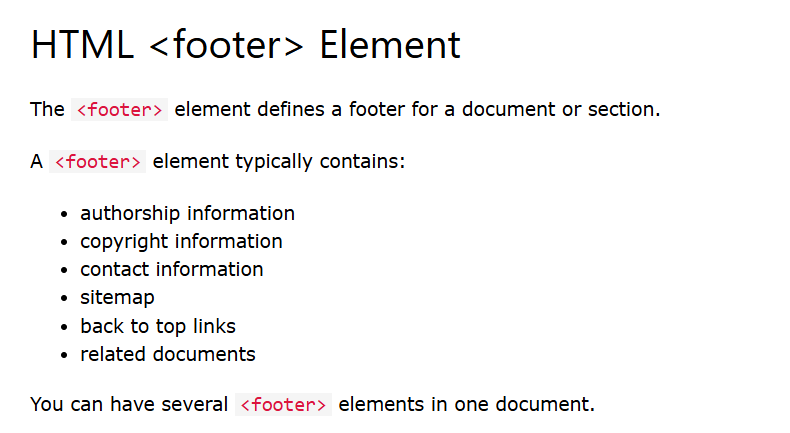 HTML <footer> Element
The <footer> element defines a footer for a document or section.
A <footer> element typically contains:
• authorship information
• copyright information
• contact information
• sitemap
• back to top links
• related documents
You can have several <footer> elements in one document.